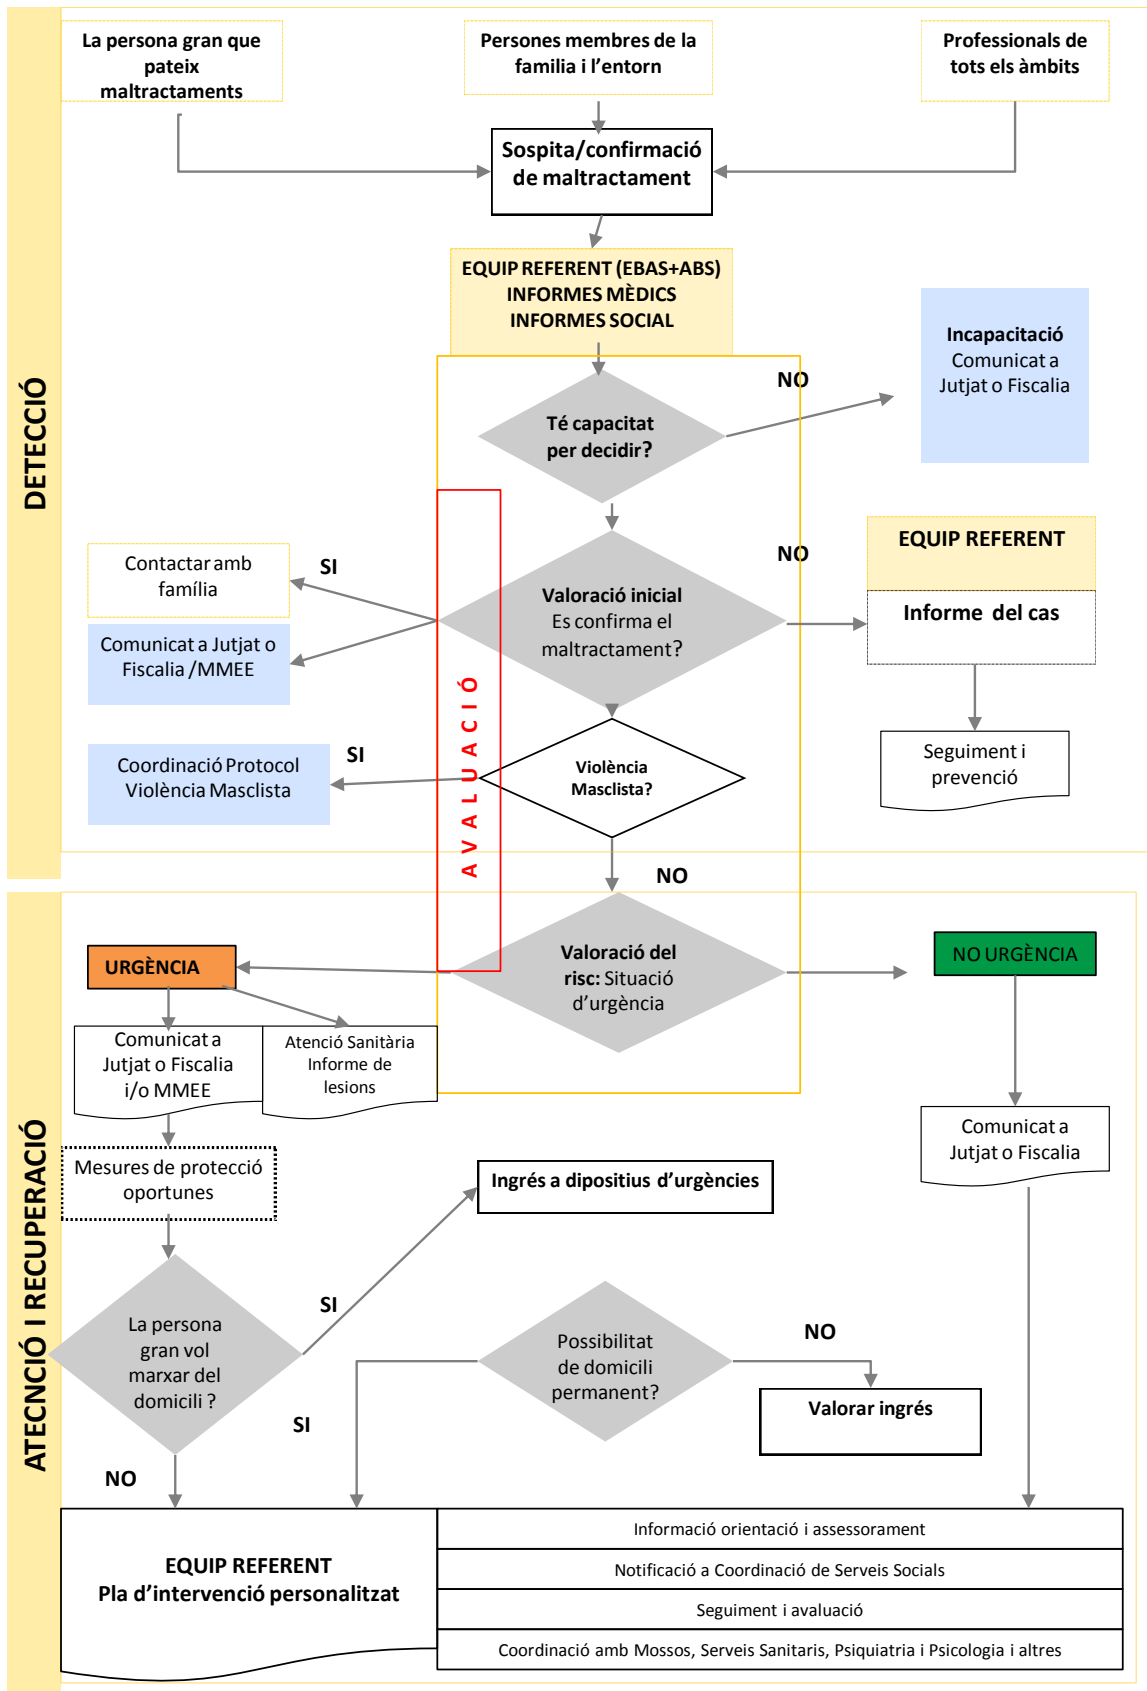 La persona gran que
pateix
maltractaments
Persones membres de la
familia i l'entorn
Professionals de
tots els àmbits
Sospita/confirmació
de maltractament
EQUIP REFERENT (EBAS+ABS)
INFORMES MÈDICS
INFORMES SOCIAL
DETECCIÓ
Té capacitat
per decidir?
NO
Incapacitació
Comunicat a
Jutjat o Fiscalia
AVALUACIÓ
Valoració inicial
Es confirma el
maltractament?
SI
Contactar amb
família
Comunicat a Jutjat o
Fiscalia /MMEE
NO
EQUIP REFERENT
Informe del cas
Seguiment i
prevenció
Violència
Masclista?
SI
Coordinació Protocol
Violència Masclista
NO
ATECNCIÓ I RECUPERACIÓ
Valoració del
risc: Situació
d'urgència
URGÈNCIA
NO URGÈNCIA
Comunicat a
Jutjat o Fiscalia
i/o MMEE
Atenció Sanitària
Informe de
lesions
Comunicat a
Jutjat o Fiscalia
Mesures de protecció
oportunes
Ingrés a dipositius d'urgències
La persona
gran vol
marxar del
domicili ?
SI
Possibilitat
de domicili
permanent?
NO
Valorar ingrés
SI
NO
EQUIP REFERENT
Pla d'intervenció personalitzat
Informació orientació i assessorament
Notificació a Coordinació de Serveis Socials
Seguiment i avaluació
Coordinació amb Mossos, Serveis Sanitaris, Psiquiatria i Psicologia i altres